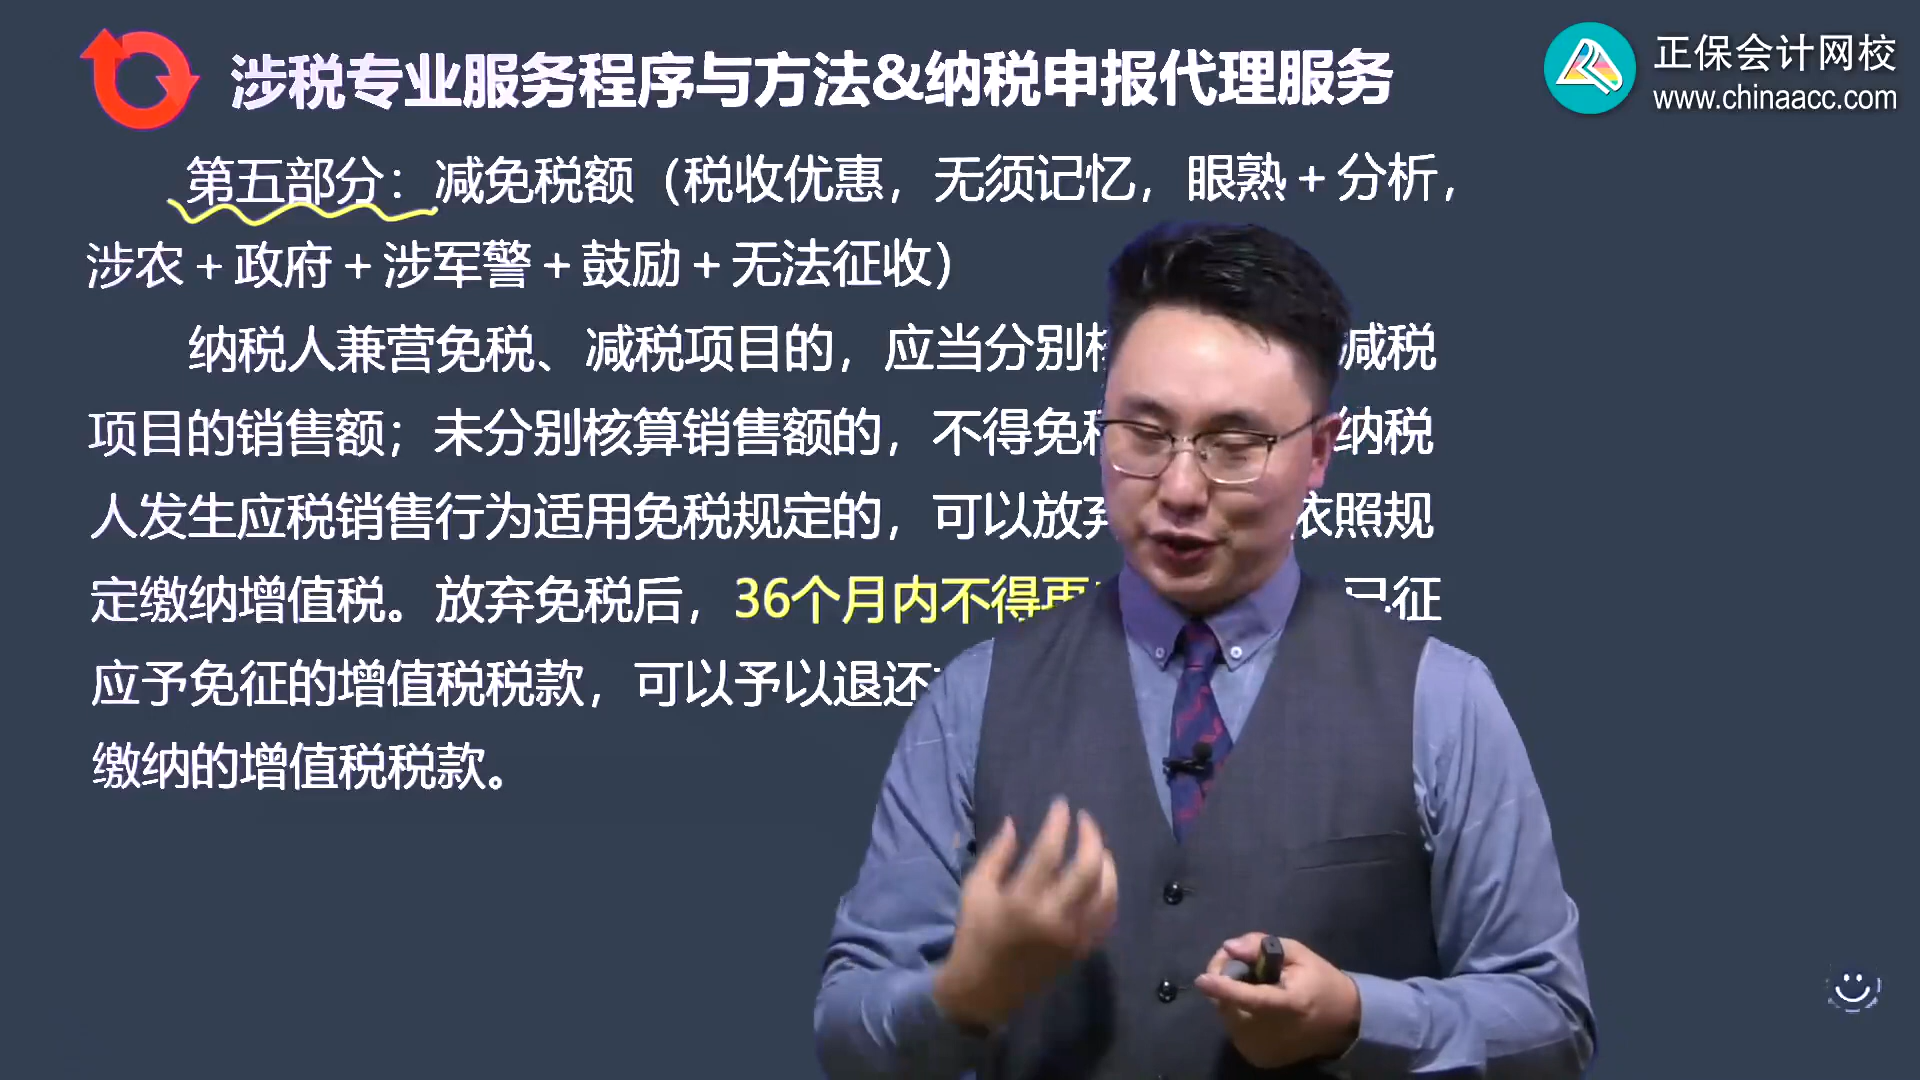 涉税专业服务程序与方法&纳税申报代理服务
正保会计网校
www.chinaacc.com
第五部分：减免税额（税收优惠，无须记忆，眼熟＋分析，
涉农＋政府＋涉军警＋鼓励＋无法征收）
纳税人兼营免税、减税项目的，应当分别 减税
项目的销售额；未分别核算销售额的，不得免 纳税
人发生应税销售行为适用免税规定的，可以放弃 依照规
定缴纳增值税。放弃免税后，36个月内不得再 已征
应予免征的增值税税款，可以予以退还
缴纳的增值税税款。